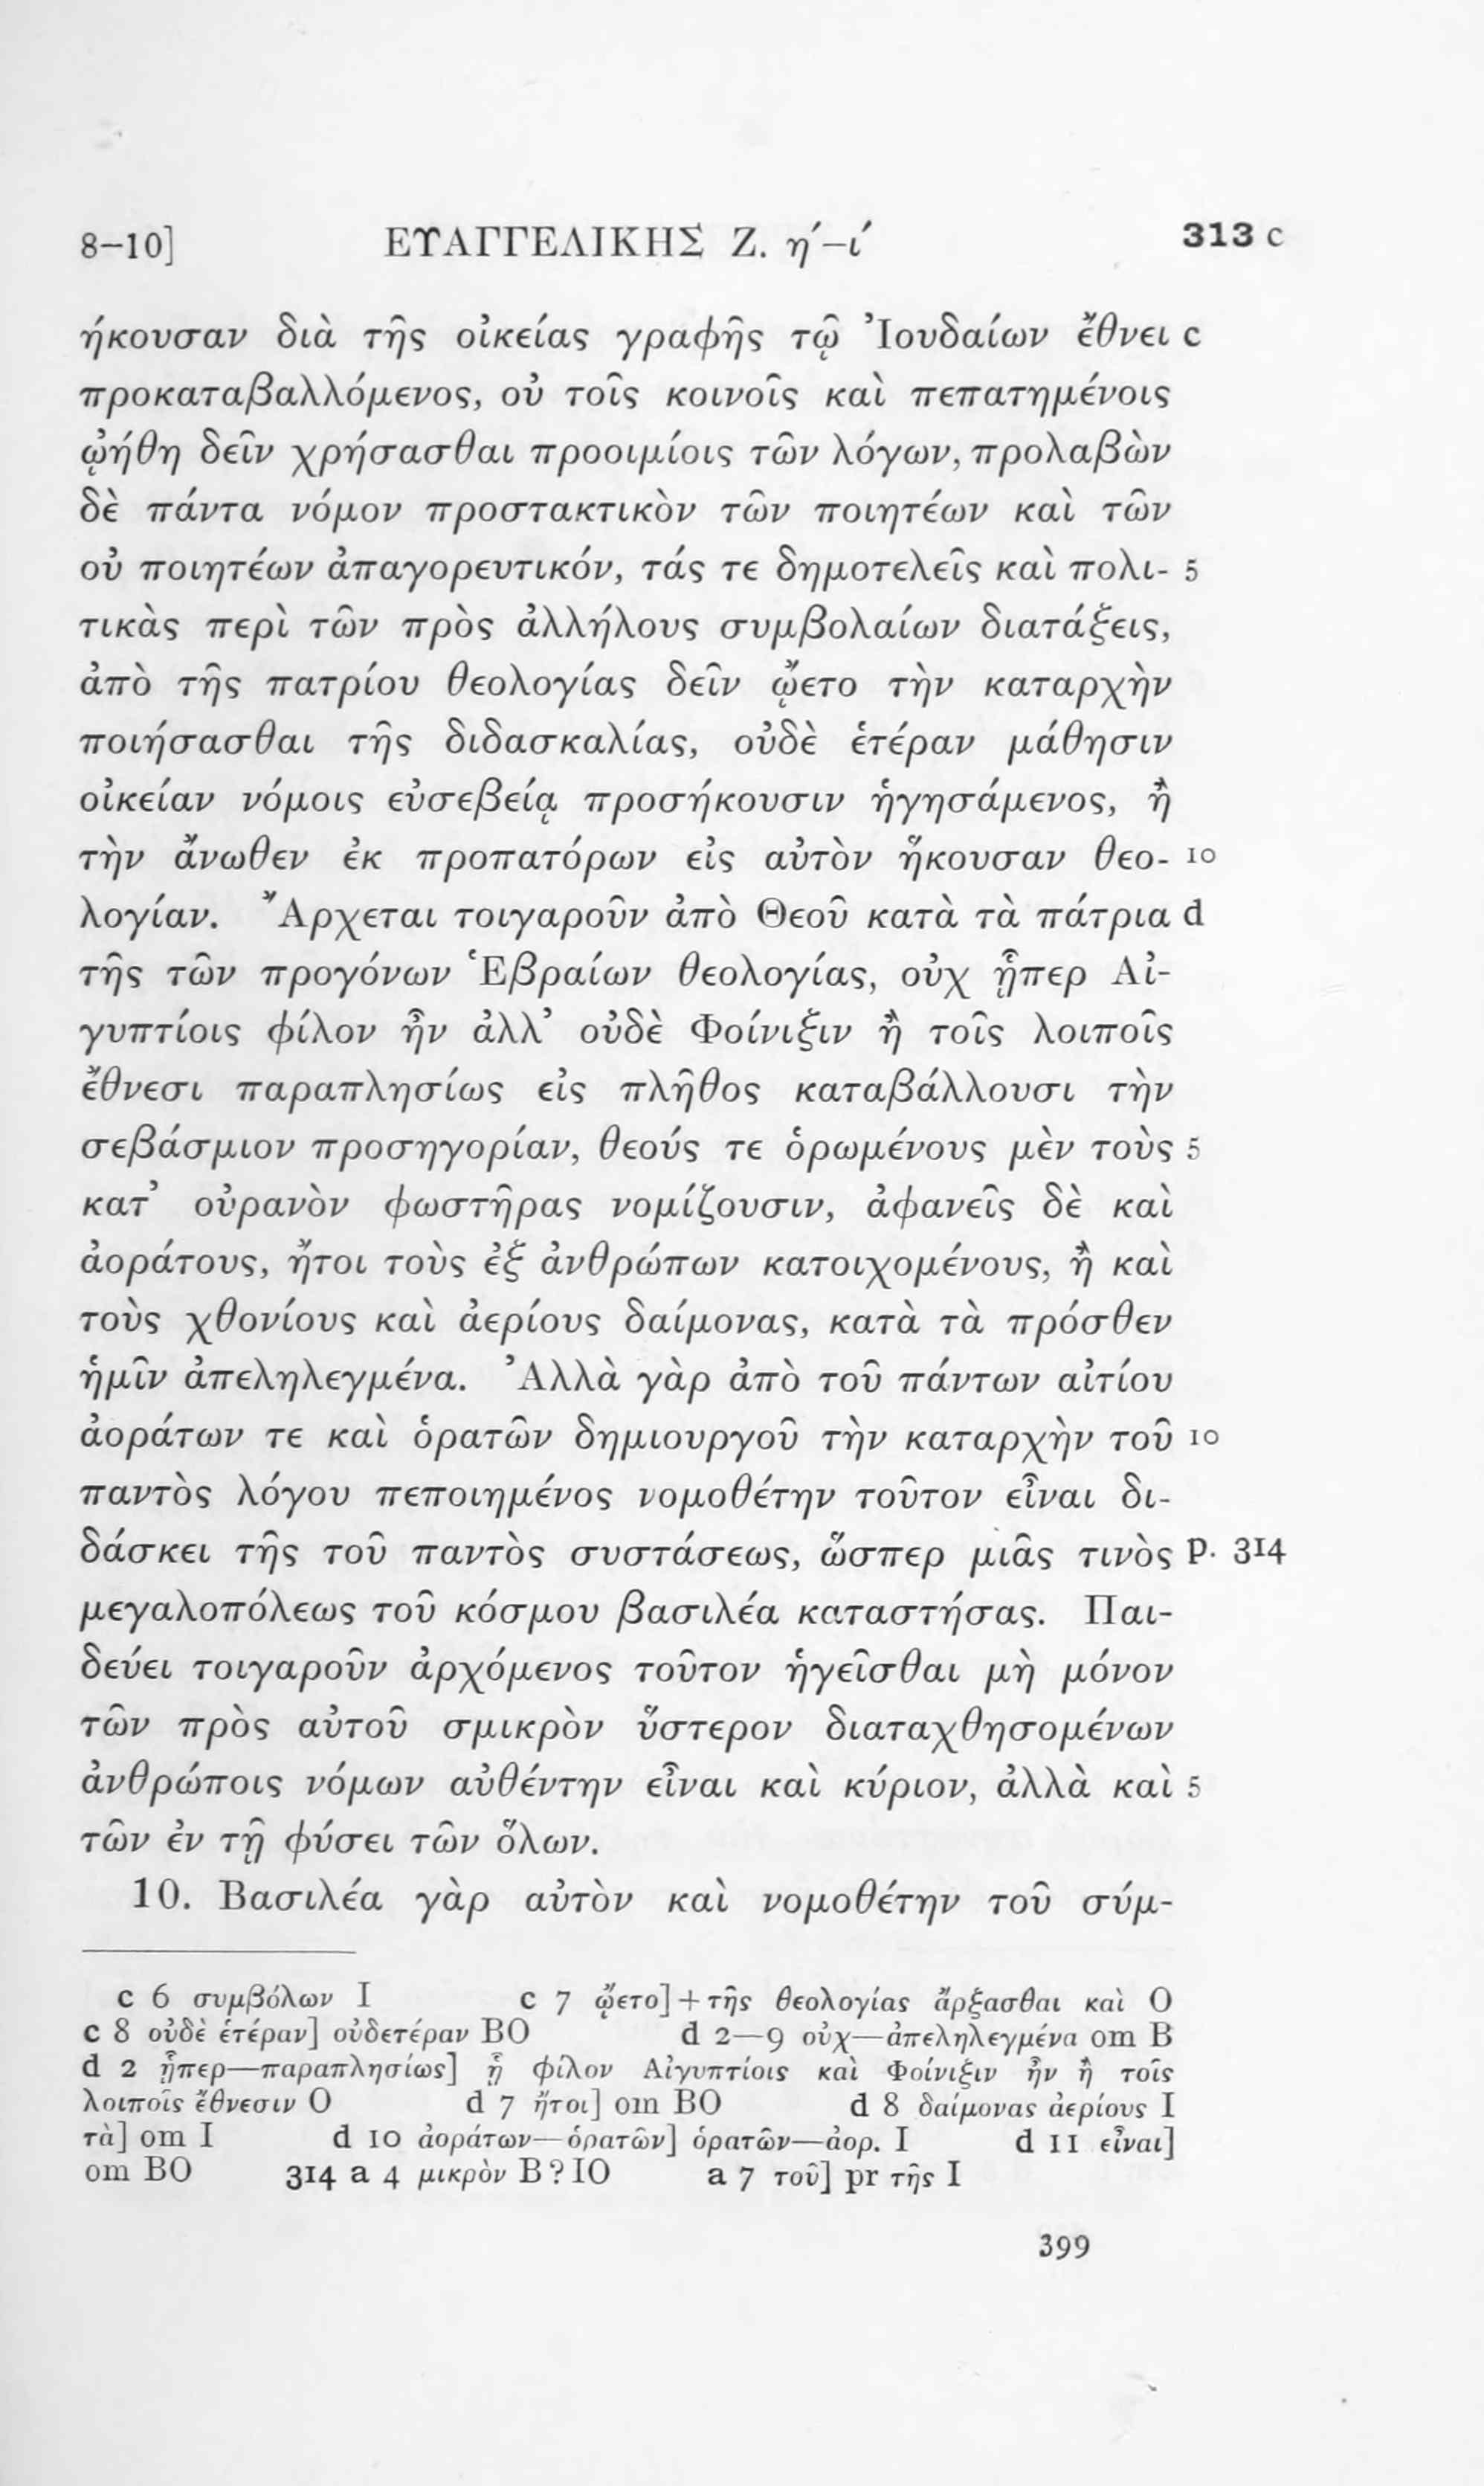 8–10] ΕΥΑΓΓΕΛΙΚΗΣ Ζ. η΄–ι΄ 313 c
ήκουσαν διὰ τῆς οἰκείας γραφῆς τῷ Ἰουδαίων ἔθνει c
προκαταβαλλόμενος, οὐ τοῖς κοινοῖς καὶ πεπατημένοις
ᾠήθη δεῖν χρήσασθαι προοιμίοις τῶν λόγων, προλαβὼν
δὲ πάντα νόμον προστακτικὸν τῶν ποιητέων καὶ τῶν
οὐ ποιητέων ἀπαγορευτικόν, τάς τε δημοτελεῖς καὶ πολι- 5
τικὰς περὶ τῶν πρὸς ἀλλήλους συμβολαίων διατάξεις,
ἀπὸ τῆς πατρίου θεολογίας δεῖν ᾤετο τὴν καταρχὴν
ποιήσασθαι τῆς διδασκαλίας, οὐδὲ ἑτέραν μάθησιν
οἰκείαν νόμοις εὐσεβείᾳ προσήκουσιν ἡγησάμενος, ἢ
τὴν ἄνωθεν ἐκ προπατόρων εἰς αὐτὸν ἥκουσαν θεο- 10
λογίαν. Ἄρχεται τοιγαροῦν ἀπὸ Θεοῦ κατὰ τὰ πάτρια d
τῆς τῶν προγόνων Ἑβραίων θεολογίας, οὐχ ᾗπερ Αἰ-
γυπτίοις φίλον ἦν ἀλλ’ οὐδὲ Φοίνιξιν ἢ τοῖς λοιποῖς
ἔθνεσι παραπλησίως εἰς πλῆθος καταβάλλουσι τὴν
σεβάσμιον προσηγορίαν, θεούς τε ὁρωμένους μὲν τοὺς 5
κατ’ οὐρανὸν φωστῆρας νομίζουσιν, ἀφανεῖς δὲ καὶ
ἀοράτους, ἤτοι τοὺς ἐξ ἀνθρώπων κατοιχομένους, ἢ καὶ
τοὺς χθονίους καὶ ἀερίους δαίμονας, κατὰ τὰ πρόσθεν
ἡμῖν ἀπεληλεγμένα. Ἀλλὰ γὰρ ἀπὸ τοῦ πάντων αἰτίου
ἀοράτων τε καὶ ὁρατῶν δημιουργοῦ τὴν καταρχὴν τοῦ 10
παντὸς λόγου πεποιημένος νομοθέτην τοῦτον εἶναι δι-
δάσκει τῆς τοῦ παντὸς συστάσεως, ὥσπερ μιᾶς τινὸς p. 314
μεγαλοπόλεως τοῦ κόσμου βασιλέα καταστήσας. Παι-
δεύει τοιγαροῦν ἀρχόμενος τοῦτον ἡγεῖσθαι μὴ μόνον
τῶν πρὸς αὐτοῦ σμικρὸν ὕστερον διαταχθησομένων
ἀνθρώποις νόμων αὐθέντην εἶναι καὶ κύριον, ἀλλὰ καὶ 5
τῶν ἐν τῇ φύσει τῶν ὅλων.
10. Βασιλέα γὰρ αὐτὸν καὶ νομοθέτην τοῦ σύμ-
c 6 συμβόλων I c 7 ᾤετο]+τῆς θεολογίας ἄρξασθαι καὶ O
c 8 οὐδὲ ἑτέραν] οὐδετέραν BO d 2—9 οὐχ—ἀπεληλεγμένα om B
d 2 ᾗπερ—παραπλησίως] ᾗ φίλον Αἰγυπτίοις καὶ Φοίνιξιν ἦν ἢ τοῖς
λοιποῖς ἔθνεσιν O d 7 ἤτοι] om BO d 8 δαίμονας ἀερίους I
τὰ] om I d 10 ἀοράτων—ὁρατῶν] ὁρατῶν—ἀορ. I d 11 εἶναι]
om BO 314 a 4 μικρὸν B?IO a 7 τοῦ] pr τῆς I
399